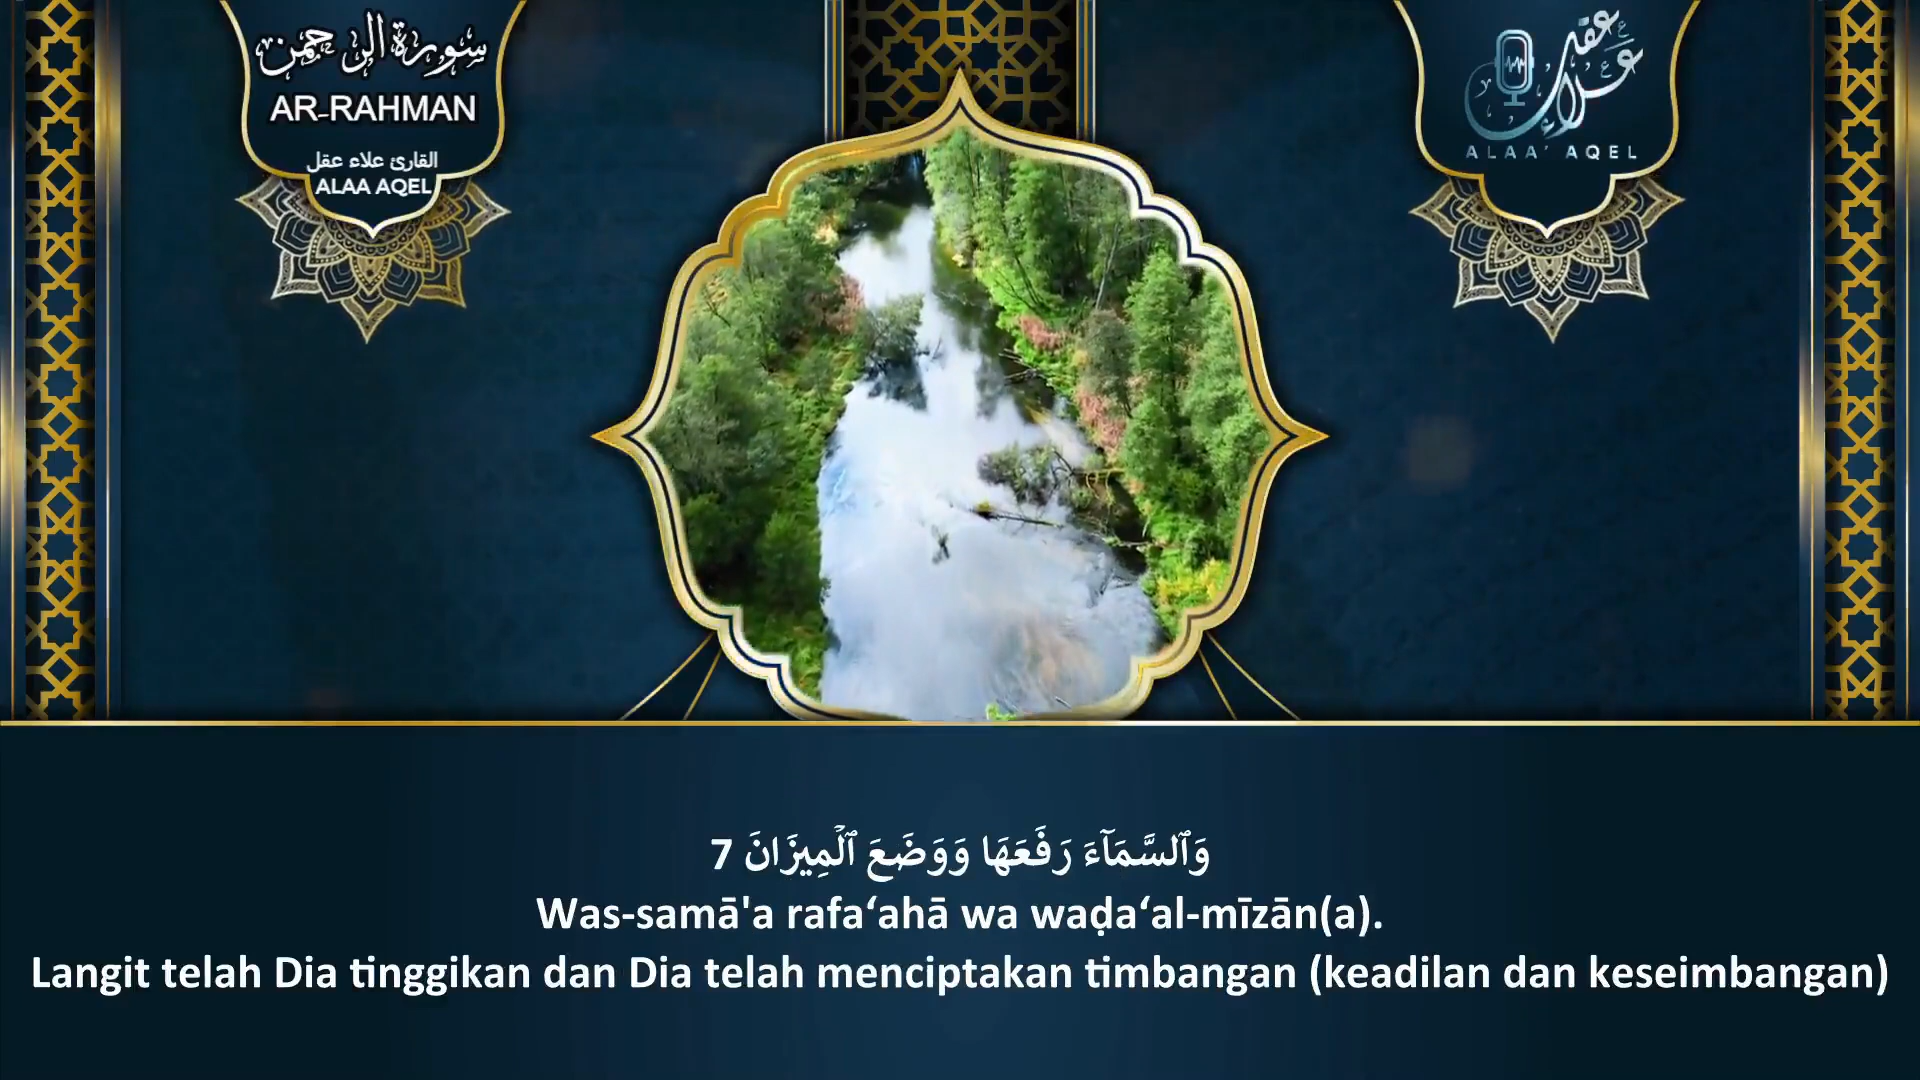 سورة الرحمن
AR-RAHMAN
القارئ علاء عقل
ALAA AQEL
علاء عقل
ALAA' AQEL
وَٱلسَّمَآءَ رَفَعَهَا وَوَضَعَ ٱلْمِيزَانَ 7
Was-samā'a rafa‘ahā wa waḍa‘al-mīzān(a).
Langit telah Dia tinggikan dan Dia telah menciptakan timbangan (keadilan dan keseimbangan)